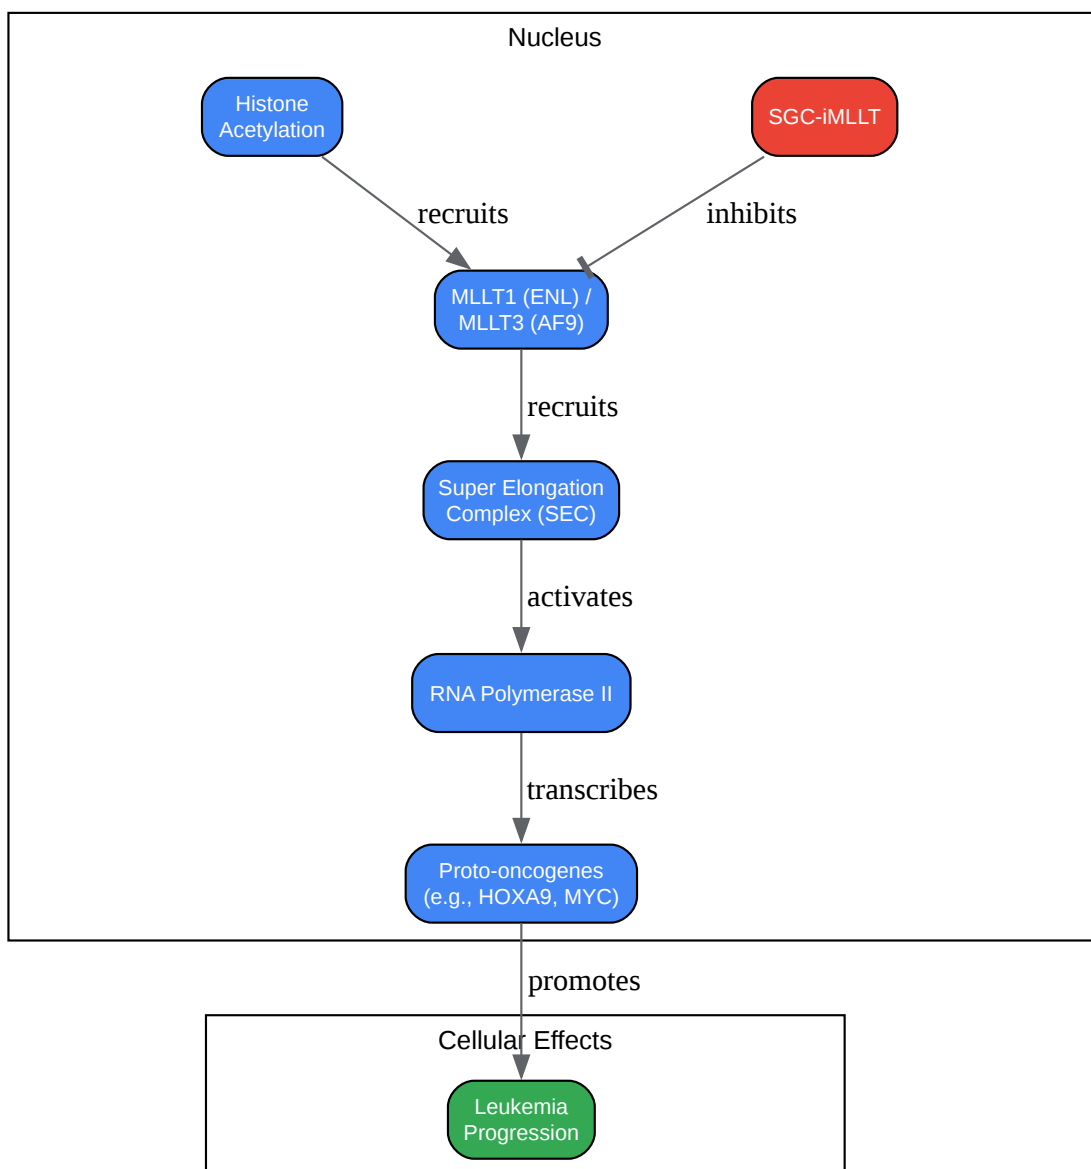 Nucleus
Histone
Acetylation
SGC-iMLLT
recruits
inhibits
MLLT1 (ENL) /
MLLT3 (AF9)
recruits
Super Elongation
Complex (SEC)
activates
RNA Polymerase II
transcribes
Proto-oncogenes
(e.g., HOXA9, MYC)
promotes
Cellular Effects
Leukemia
Progression